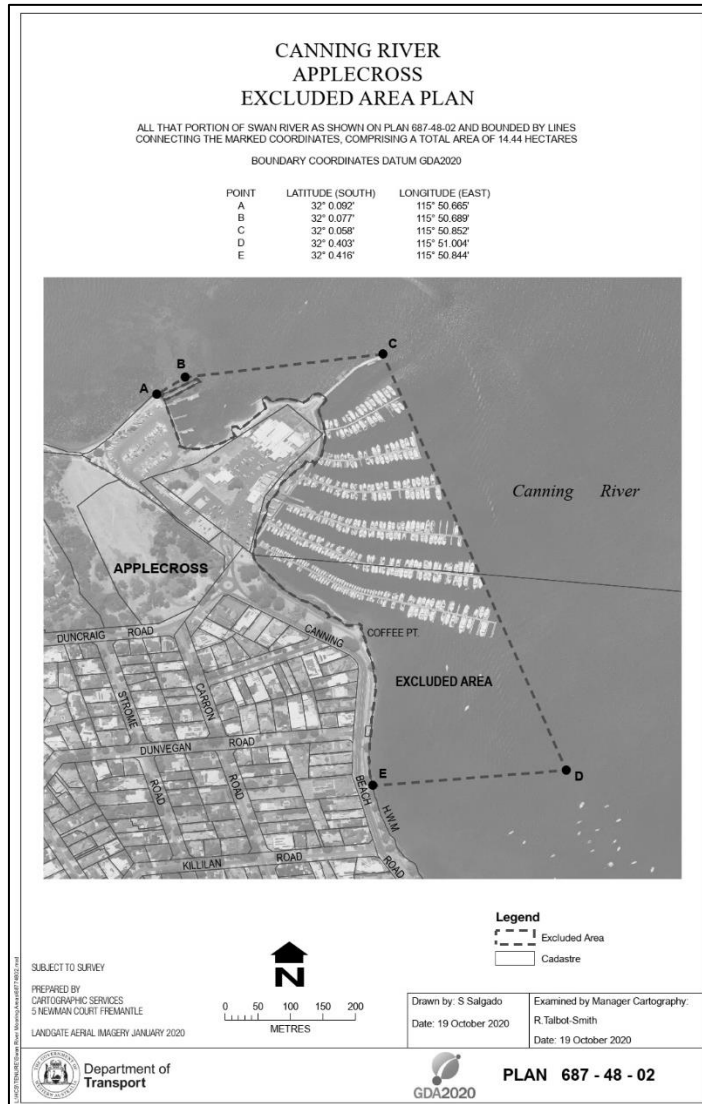 CANNING RIVER
APPLECROSS
EXCLUDED AREA PLAN
ALL THAT PORTION OF SWAN RIVER AS SHOWN ON PLAN 687-48-02 AND BOUNDED BY LINES
CONNECTING THE MARKED COORDINATES, COMPRISING A TOTAL AREA OF 14.44 HECTARES
BOUNDARY COORDINATES DATUM GDA2020
POINT LATITUDE (SOUTH) LONGITUDE (EAST)
A 32° 0.092' 115° 50.665'
B 32° 0.077' 115° 50.689'
C 32° 0.058' 115° 50.852'
D 32° 0.403' 115° 51.004'
E 32° 0.416' 115° 50.844'
C
B
A
Canning River
APPLECROSS
DUNCRAIG ROAD
CANNING
COFFEE PT.
EXCLUDED AREA
STROME
ROAD
CARRON
ROAD
DUNVEGAN ROAD
E
D
BEACH
H.W.M.
ROAD
KILLILAN ROAD
Legend
Excluded Area
Cadastre
SUBJECT TO SURVEY
PREPARED BY
CARTOGRAPHIC SERVICES
5 NEWMAN COURT FREMANTLE
LANDGATE AERIAL IMAGERY JANUARY 2020
N
0 50 100 150 200
METRES
Drawn by: S Salgado
Date: 19 October 2020
Examined by Manager Cartography:
R.Talbot-Smith
Date: 19 October 2020
Department of
Transport
GDA2020
PLAN 687 - 48 - 02